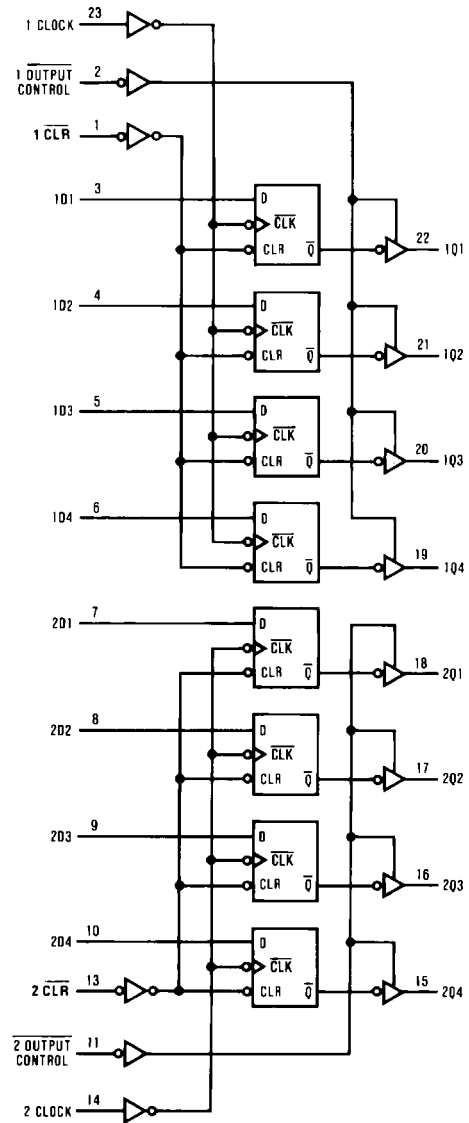 1 CLOCK 23
1 OUTPUT CONTROL 2
1 CLR 1
1D1 3 D CLK CLR Q̅ 22 1Q1
1D2 4 D CLK CLR Q̅ 21 1Q2
1D3 5 D CLK CLR Q̅ 20 1Q3
1D4 6 D CLK CLR Q̅ 19 1Q4
2D1 7 D CLK CLR Q̅ 18 2Q1
2D2 8 D CLK CLR Q̅ 17 2Q2
2D3 9 D CLK CLR Q̅ 16 2Q3
2D4 10 D CLK CLR Q̅ 15 2Q4
2 CLR 13
2 OUTPUT CONTROL 11
2 CLOCK 14